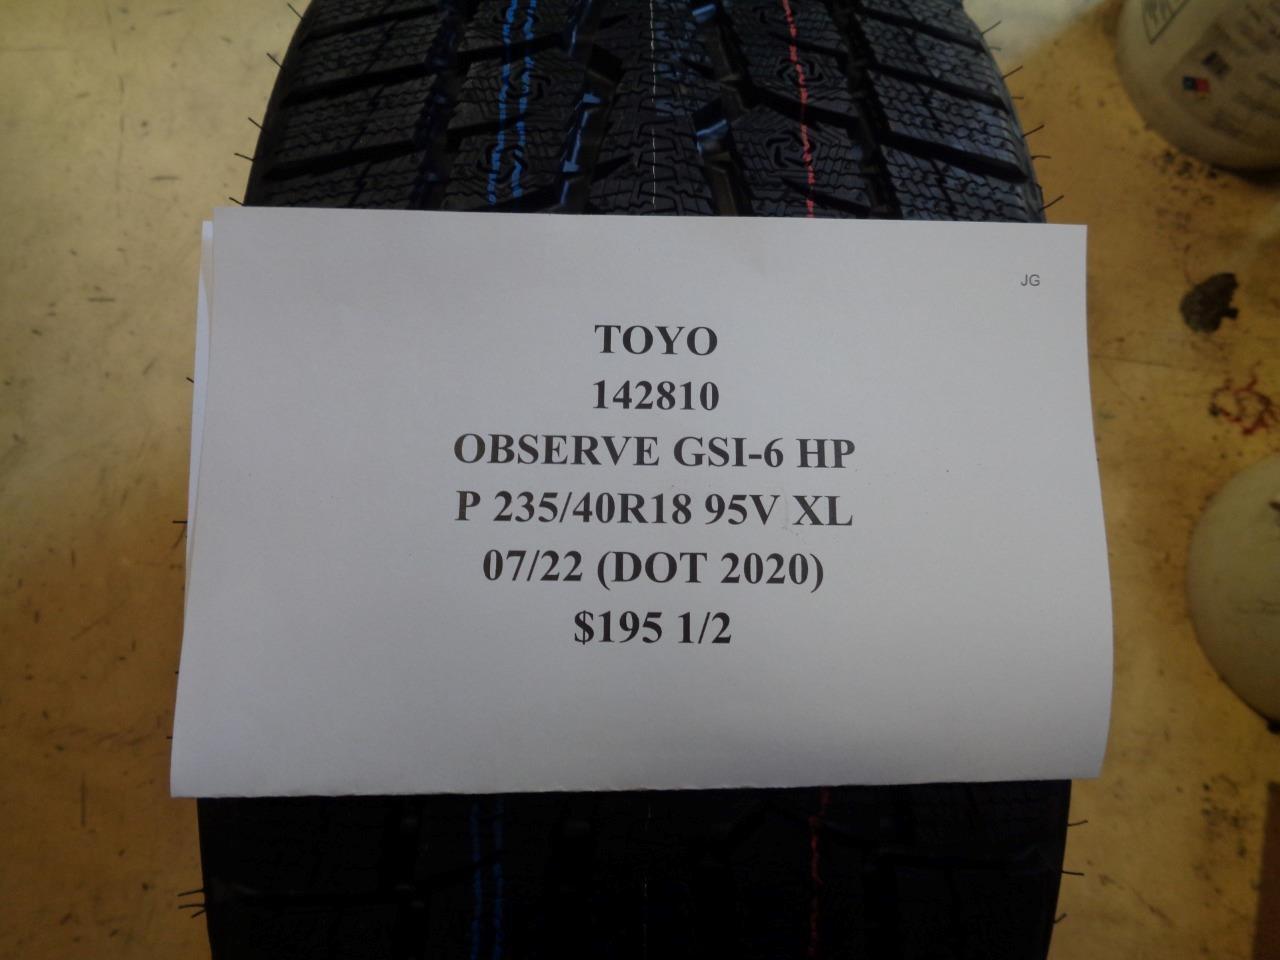 JG
TOYO
142810
OBSERVE GSI-6 HP
P 235/40R18 95V XL
07/22 (DOT 2020)
$195 1/2